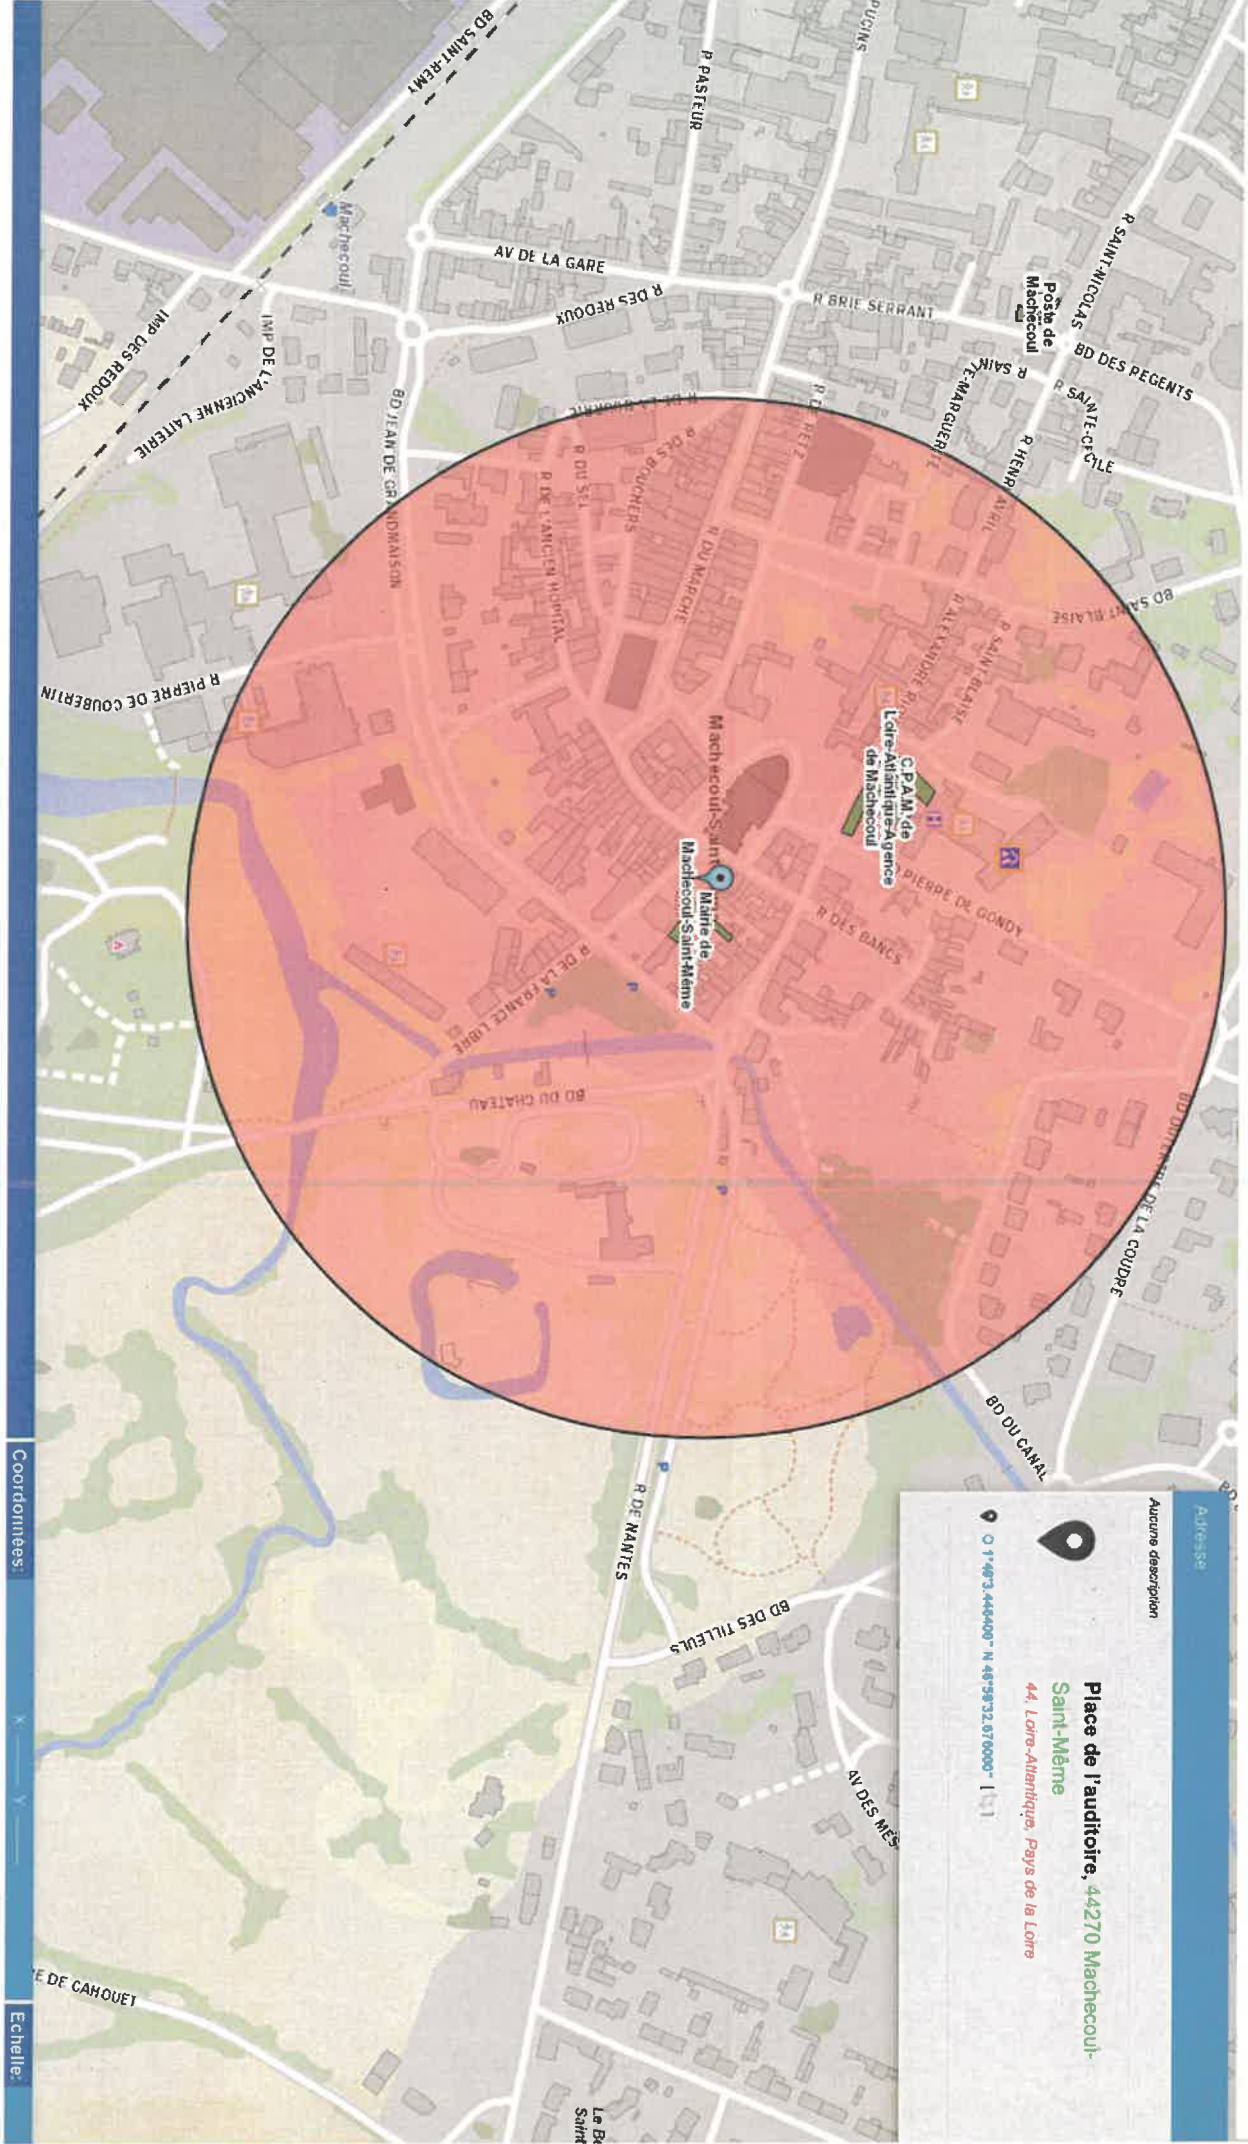 Adresse
Aucune description
Place de l'auditoire, 44270 Machecoul-
Saint-Même
44, Loire-Atlantique, Pays de la Loire
BD SAINT-REMY
R PASTEUR
PUCINS
R SAINT-NICOLAS
Machecoul
AV DE LA GARE
R DES REDOUX
R BRIE SERRANT
Poste de
Machecoul
BD DES REGENTS
IMP DES REDOUX
IMP DE L'ANCIENNE LAITERIE
R SAINTE-MARGUERITE
R SAINTE-CECILE
R HENRI AVRIL
BD JEAN DE GRANDMAISON
R DE RETZ
R DES BOUCHERS
R DU SEL
R DE L'ANCIEN HOPITAL
R DU MARCHE
BD SAINT BLAISE
R SAINT BLAISE
R PIERRE DE COUBERTIN
Machecoul-Saint
C.P.A.M. de
Loire-Atlantique-Agence
de Machecoul
H
Mairie de
Machecoul-Saint-Même
PIERRE DE GONDY
R DES BANCS
R DE LA FRANCE LIBRE
P
P
BD DU CHATEAU
P
DE LA COUDRE
BD DU CANAL
P
R DE NANTES
BD DES TILLEULS
AV DES MES
E DE CAHOUET
Le Be
Saint
Coordonnées:
X
Y
Echelle: